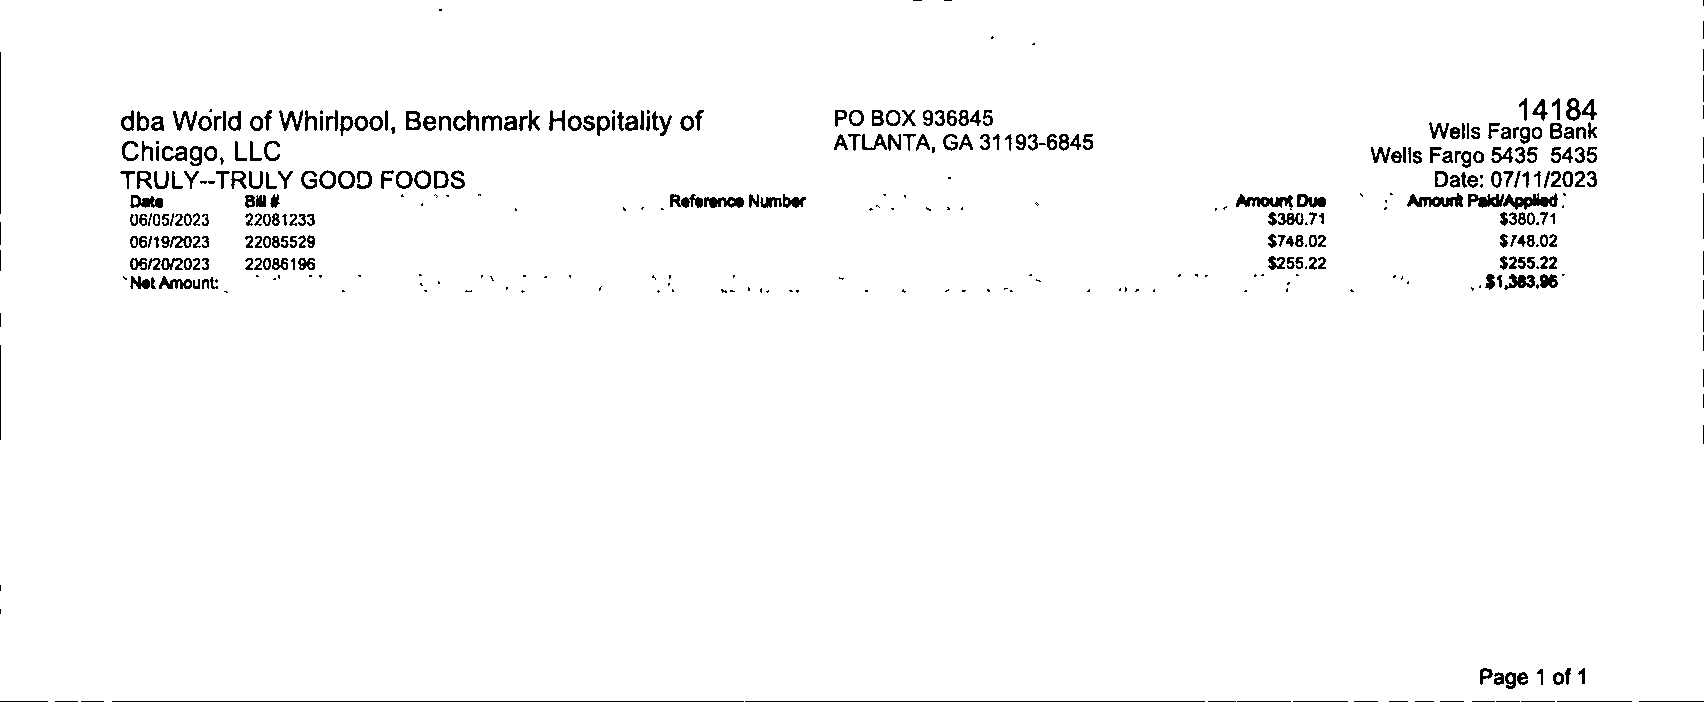 dba World of Whirlpool, Benchmark Hospitality of
Chicago, LLC
TRULY--TRULY GOOD FOODS
PO BOX 936845
ATLANTA, GA 31193-6845
14184
Wells Fargo Bank
Wells Fargo 5435 5435
Date: 07/11/2023
Date Bill # Reference Number Amount Due Amount Paid/Applied
06/05/2023 22081233 $380.71 $380.71
06/19/2023 22085529 $748.02 $748.02
06/20/2023 22086196 $255.22 $255.22
Net Amount: $1,383.95
Page 1 of 1